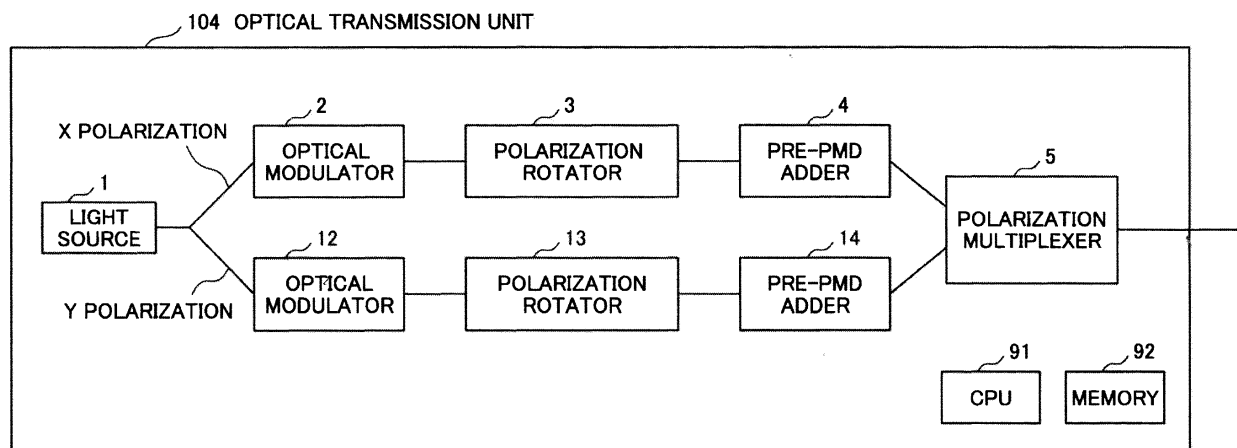 104 OPTICAL TRANSMISSION UNIT
2
3
4
X POLARIZATION
OPTICAL
MODULATOR
POLARIZATION
ROTATOR
PRE-PMD
ADDER
5
1
LIGHT
SOURCE
POLARIZATION
MULTIPLEXER
12
13
14
OPTICAL
MODULATOR
POLARIZATION
ROTATOR
PRE-PMD
ADDER
Y POLARIZATION
91
92
CPU
MEMORY